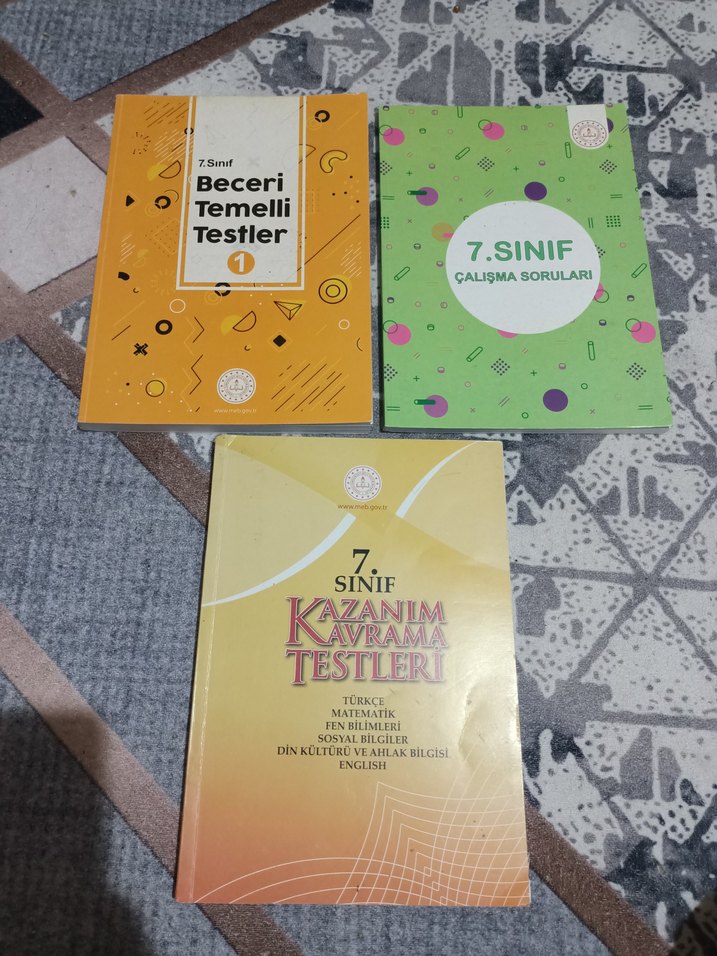 7. Sınıf
Beceri
Temelli
Testler
1
www.meb.gov.tr
7.SINIF
ÇALIŞMA SORULARI
www.meb.gov.tr
7.
SINIF
KAZANIM
KAVRAMA
TESTLERİ
TÜRKÇE
MATEMATİK
FEN BİLİMLERİ
SOSYAL BİLGİLER
DİN KÜLTÜRÜ VE AHLAK BİLGİSİ
ENGLISH